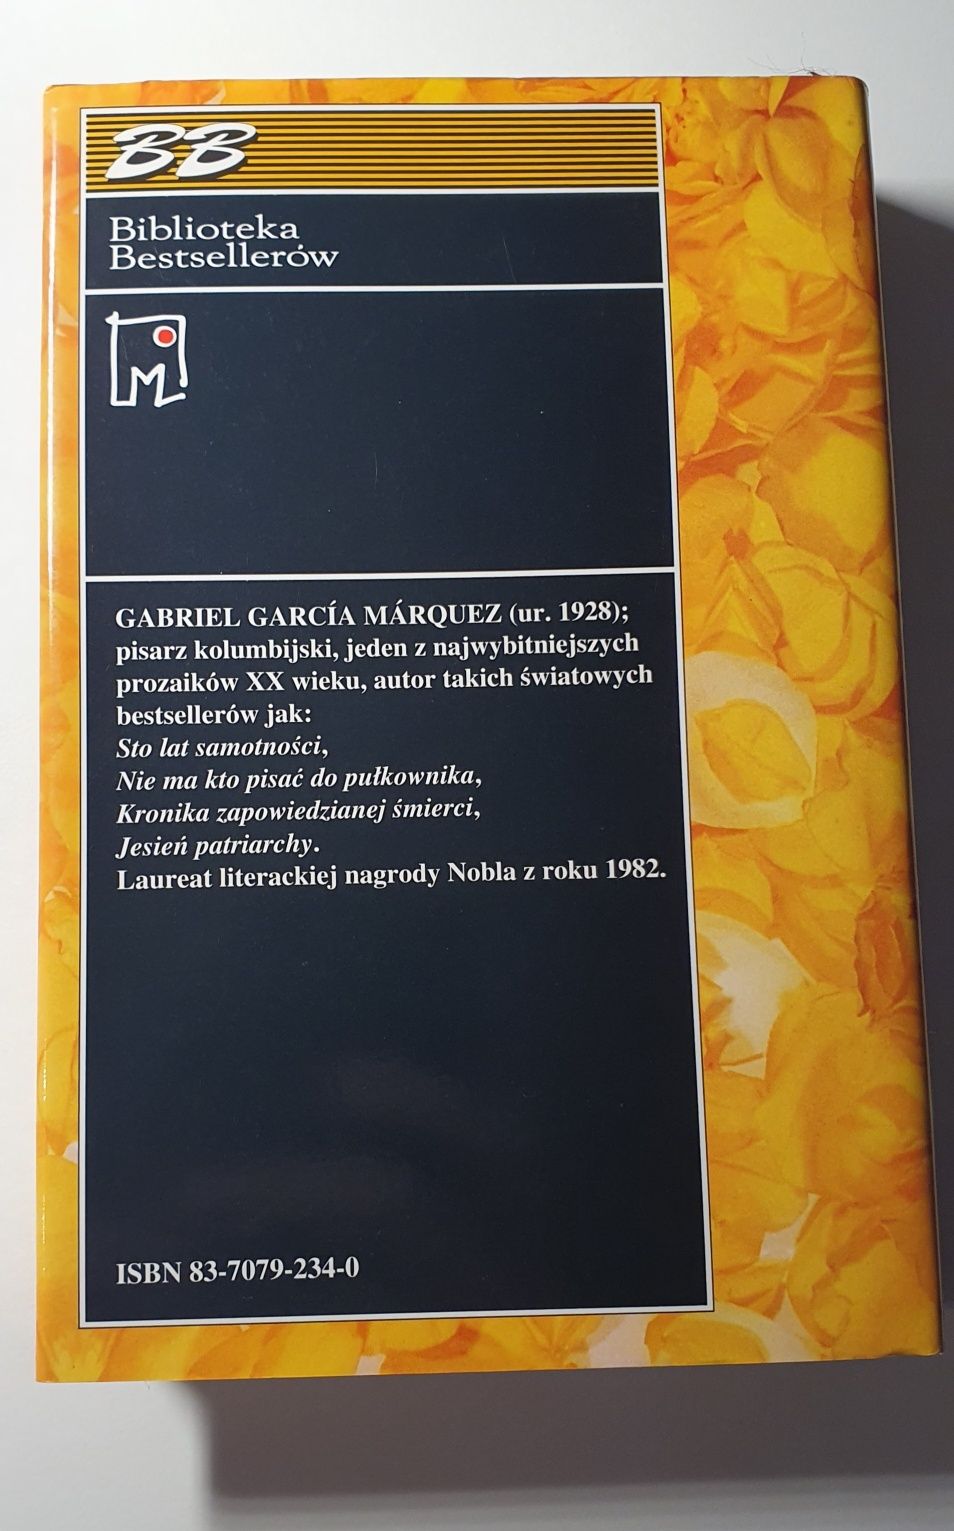 BB
Biblioteka
Bestsellerów
M
GABRIEL GARCÍA MÁRQUEZ (ur. 1928);
pisarz kolumbijski, jeden z najwybitniejszych
prozaików XX wieku, autor takich światowych
bestsellerów jak:
Sto lat samotności,
Nie ma kto pisać do pułkownika,
Kronika zapowiedzianej śmierci,
Jesień patriarchy.
Laureat literackiej nagrody Nobla z roku 1982.
ISBN 83-7079-234-0